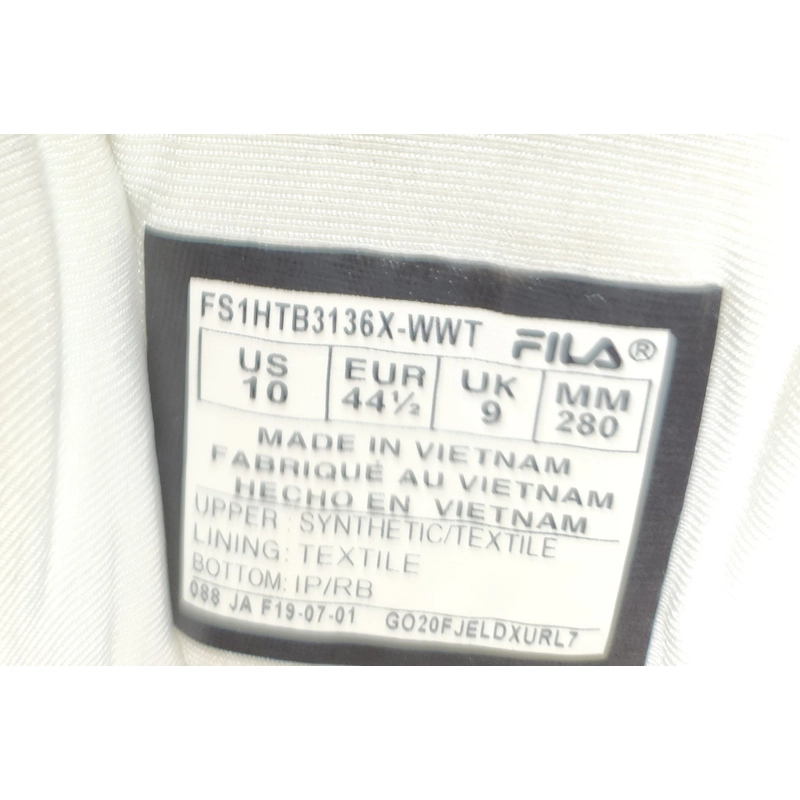 FS1HTB3136X-WWT FILA®
US EUR UK MM
10 44½ 9 280
MADE IN VIETNAM
FABRIQUÉ AU VIETNAM
HECHO EN VIETNAM
UPPER : SYNTHETIC/TEXTILE
LINING: TEXTILE
BOTTOM: IP/RB
088 JA F19-07-01 GO20FJELDXURL7